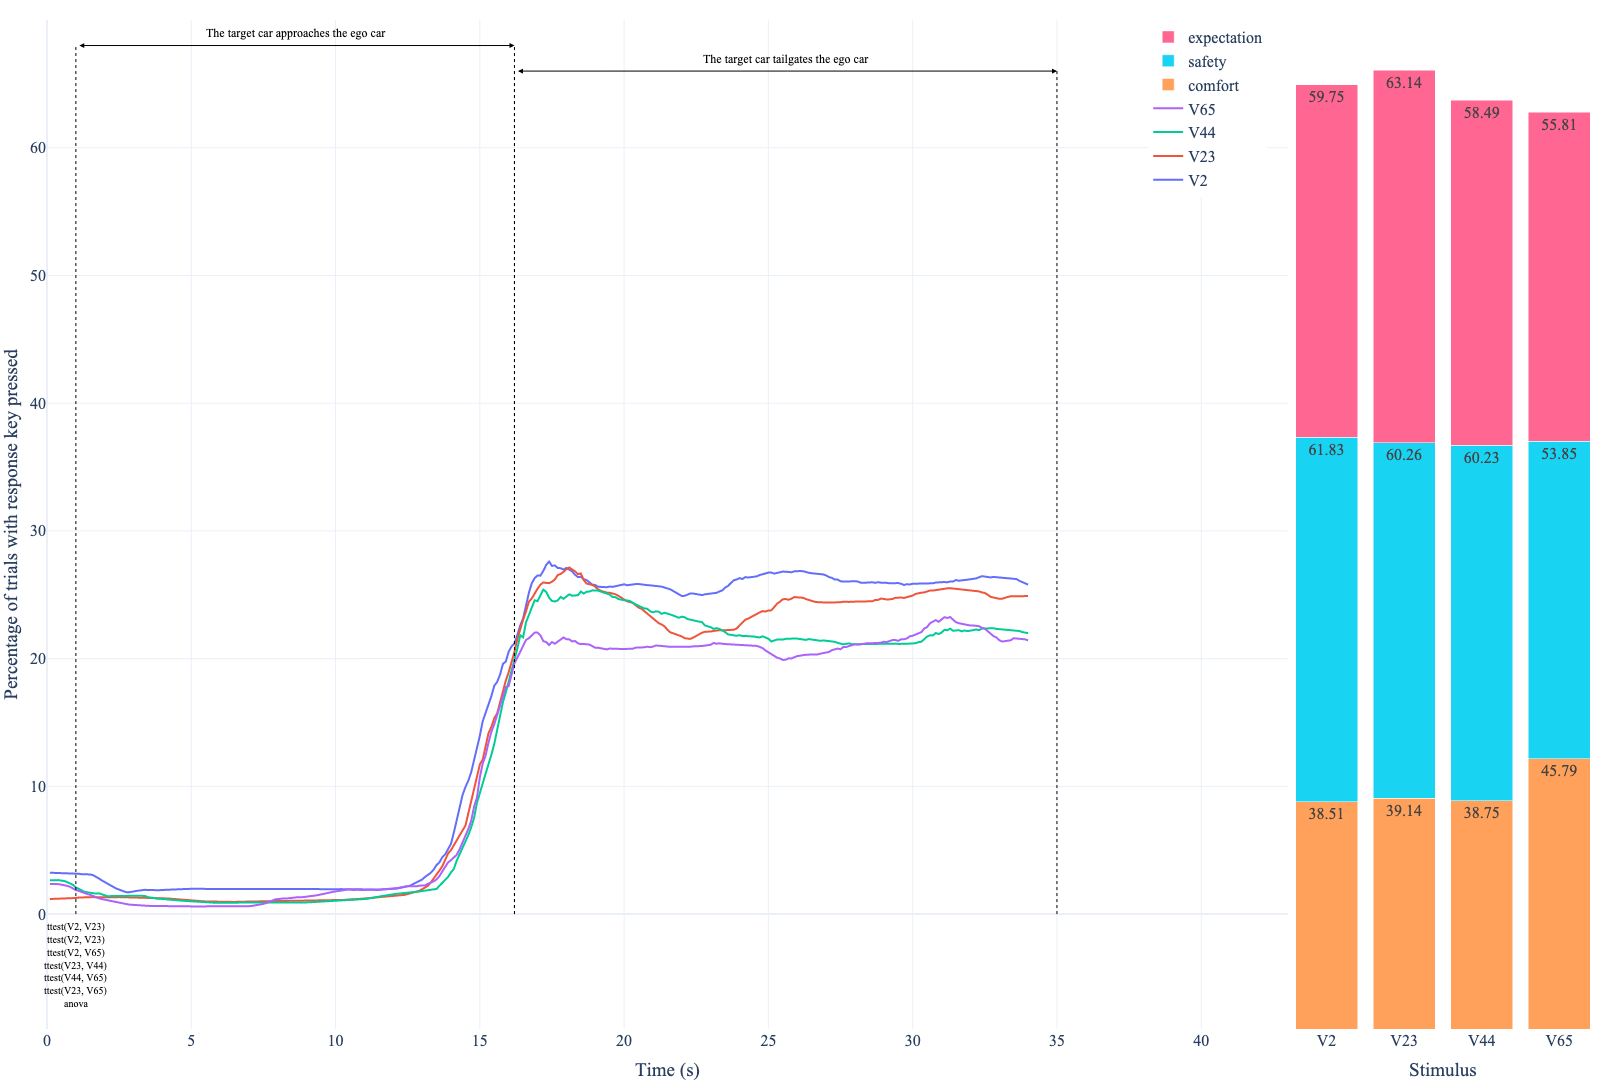 The target car approaches the ego car
The target car tailgates the ego car
expectation
safety
comfort
V65
V44
V23
V2
Percentage of trials with response key pressed
60
50
40
30
20
10
0
ttest(V2, V23)
ttest(V2, V23)
ttest(V2, V65)
ttest(V23, V44)
ttest(V44, V65)
ttest(V23, V65)
anova
0 5 10 15 20 25 30 35 40
Time (s)
59.75 63.14 58.49 55.81
61.83 60.26 60.23 53.85
38.51 39.14 38.75 45.79
V2 V23 V44 V65
Stimulus